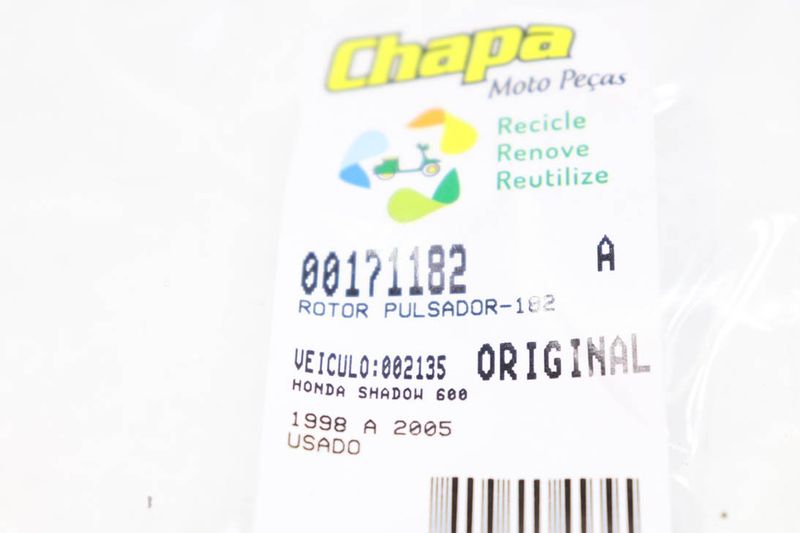 Chapa
Moto Peças
Recicle
Renove
Reutilize
00171182 A
ROTOR PULSADOR-182
VEICULO:002135 ORIGINAL
HONDA SHADOW 600
1998 A 2005
USADO